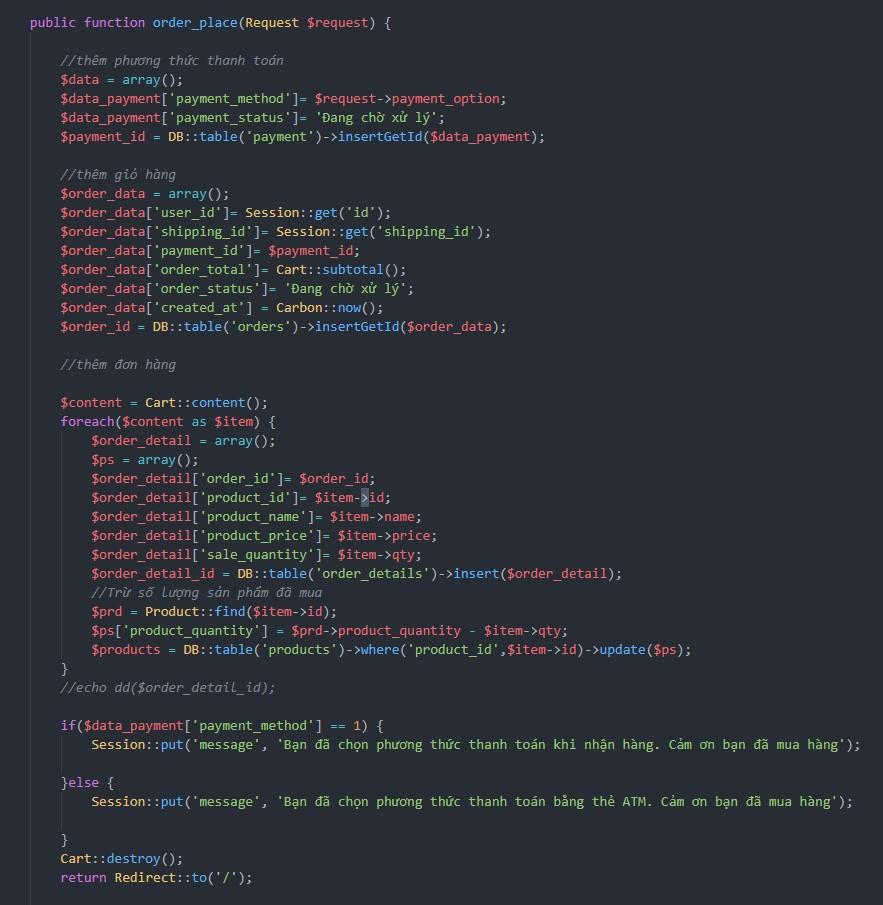 public function order_place(Request $request) {
//thêm phương thức thanh toán
$data = array();
$data_payment['payment_method']= $request->payment_option;
$data_payment['payment_status']= 'Đang chờ xử lý';
$payment_id = DB::table('payment')->insertGetId($data_payment);
//thêm giỏ hàng
$order_data = array();
$order_data['user_id']= Session::get('id');
$order_data['shipping_id']= Session::get('shipping_id');
$order_data['payment_id']= $payment_id;
$order_data['order_total']= Cart::subtotal();
$order_data['order_status']= 'Đang chờ xử lý';
$order_data['created_at'] = Carbon::now();
$order_id = DB::table('orders')->insertGetId($order_data);
//thêm đơn hàng
$content = Cart::content();
foreach($content as $item) {
$order_detail = array();
$ps = array();
$order_detail['order_id']= $order_id;
$order_detail['product_id']= $item->id;
$order_detail['product_name']= $item->name;
$order_detail['product_price']= $item->price;
$order_detail['sale_quantity']= $item->qty;
$order_detail_id = DB::table('order_details')->insert($order_detail);
//Trừ số lượng sản phẩm đã mua
$prd = Product::find($item->id);
$ps['product_quantity'] = $prd->product_quantity - $item->qty;
$products = DB::table('products')->where('product_id',$item->id)->update($ps);
}
//echo dd($order_detail_id);
if($data_payment['payment_method'] == 1) {
Session::put('message', 'Bạn đã chọn phương thức thanh toán khi nhận hàng. Cảm ơn bạn đã mua hàng');
}else {
Session::put('message', 'Bạn đã chọn phương thức thanh toán bằng thẻ ATM. Cảm ơn bạn đã mua hàng');
}
Cart::destroy();
return Redirect::to('/');